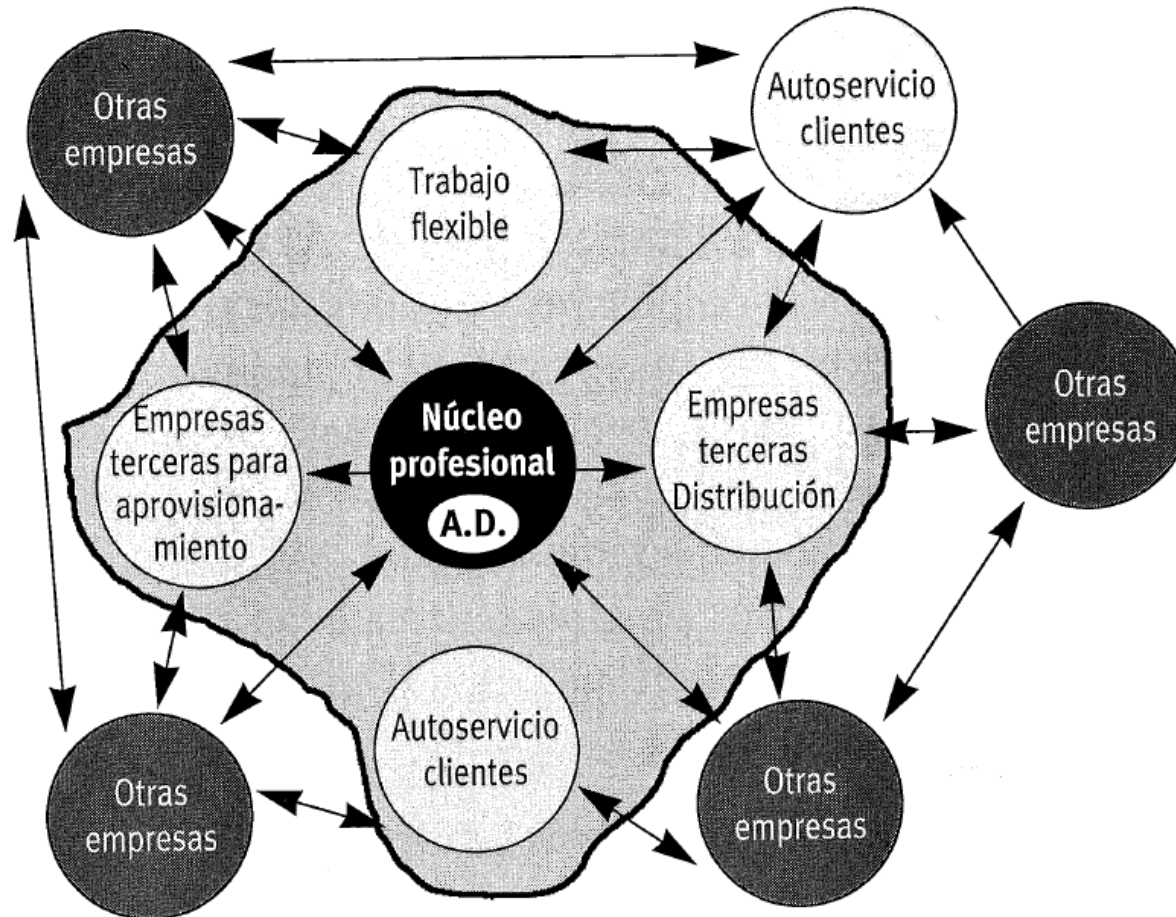 Otras
empresas
Autoservicio
clientes
Trabajo
flexible
Otras
empresas
Empresas
terceras para
aprovisiona-
miento
Núcleo
profesional
A.D.
Empresas
terceras
Distribución
Autoservicio
clientes
Otras
empresas
Otras
empresas